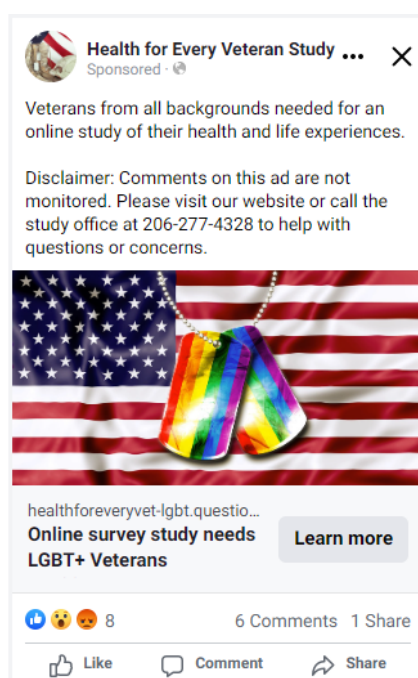 Health for Every Veteran Study
Sponsored ·
Veterans from all backgrounds needed for an
online study of their health and life experiences.
Disclaimer: Comments on this ad are not
monitored. Please visit our website or call the
study office at 206-277-4328 to help with
questions or concerns.
healthforeveryvet-lgbt.questio...
Online survey study needs
LGBT+ Veterans
Learn more
8
6 Comments 1 Share
Like
Comment
Share